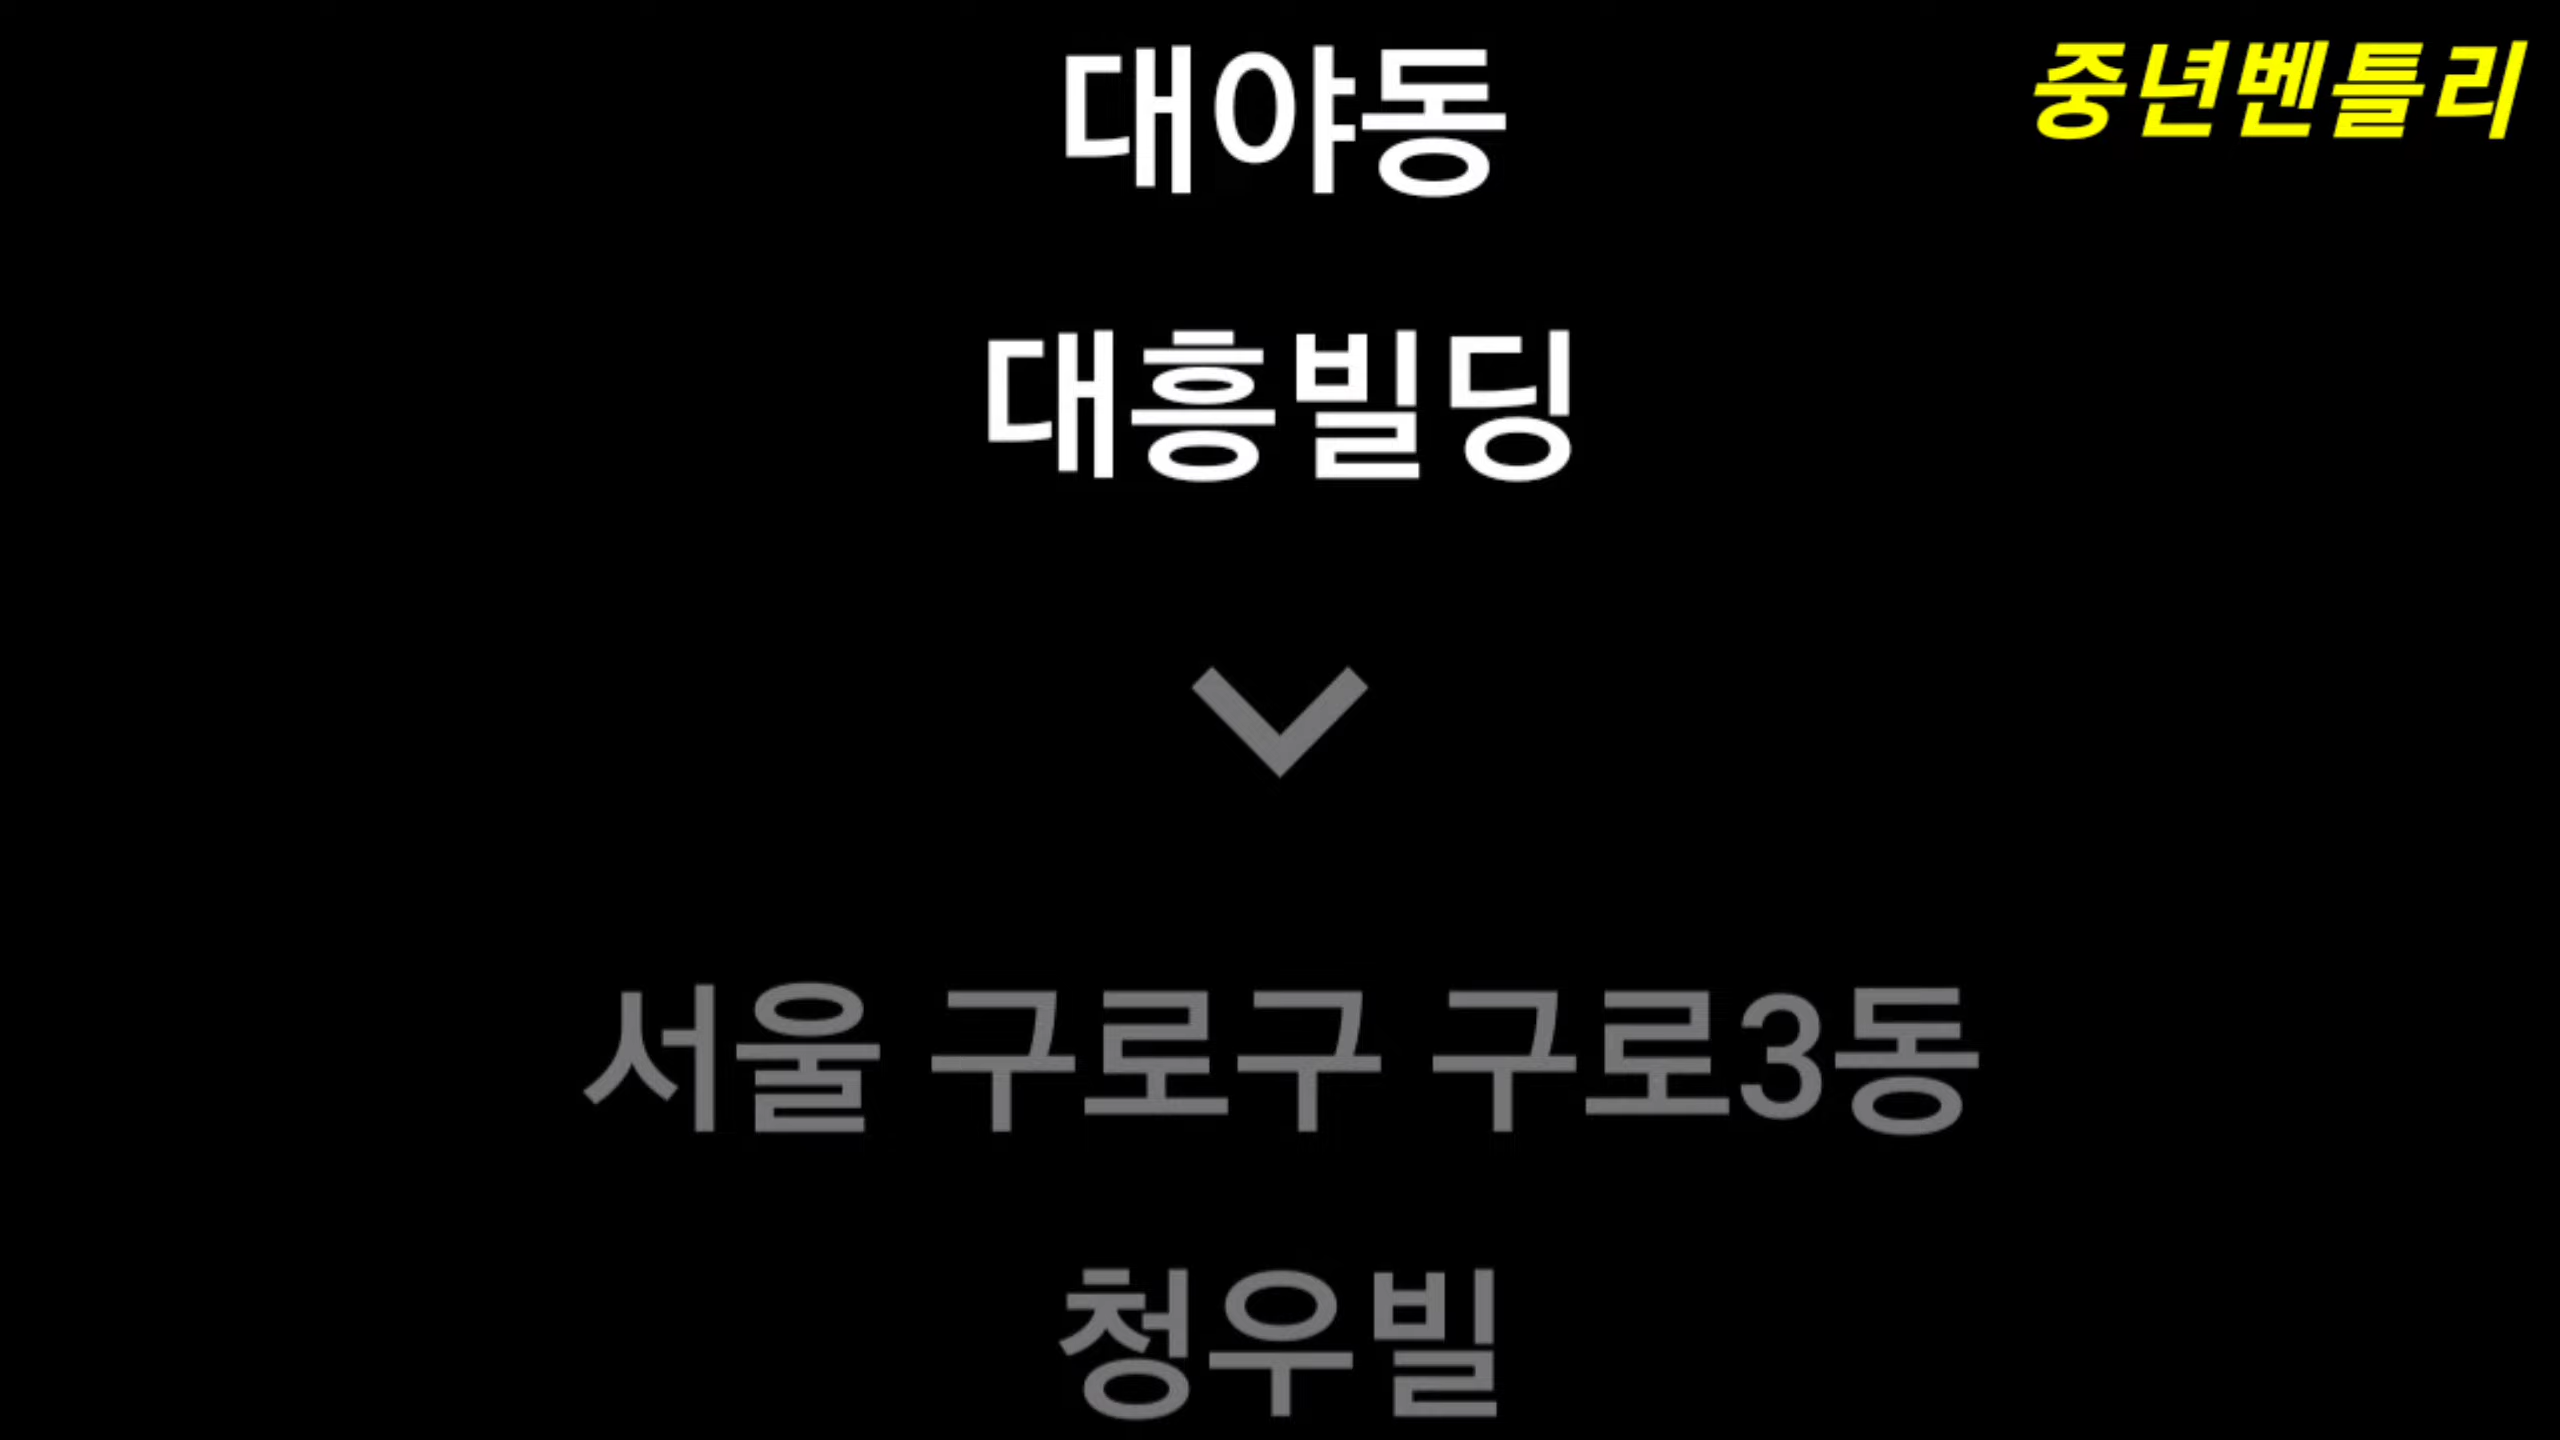 대야동
중년벤틀리
대흥빌딩
서울 구로구 구로3동
청우빌